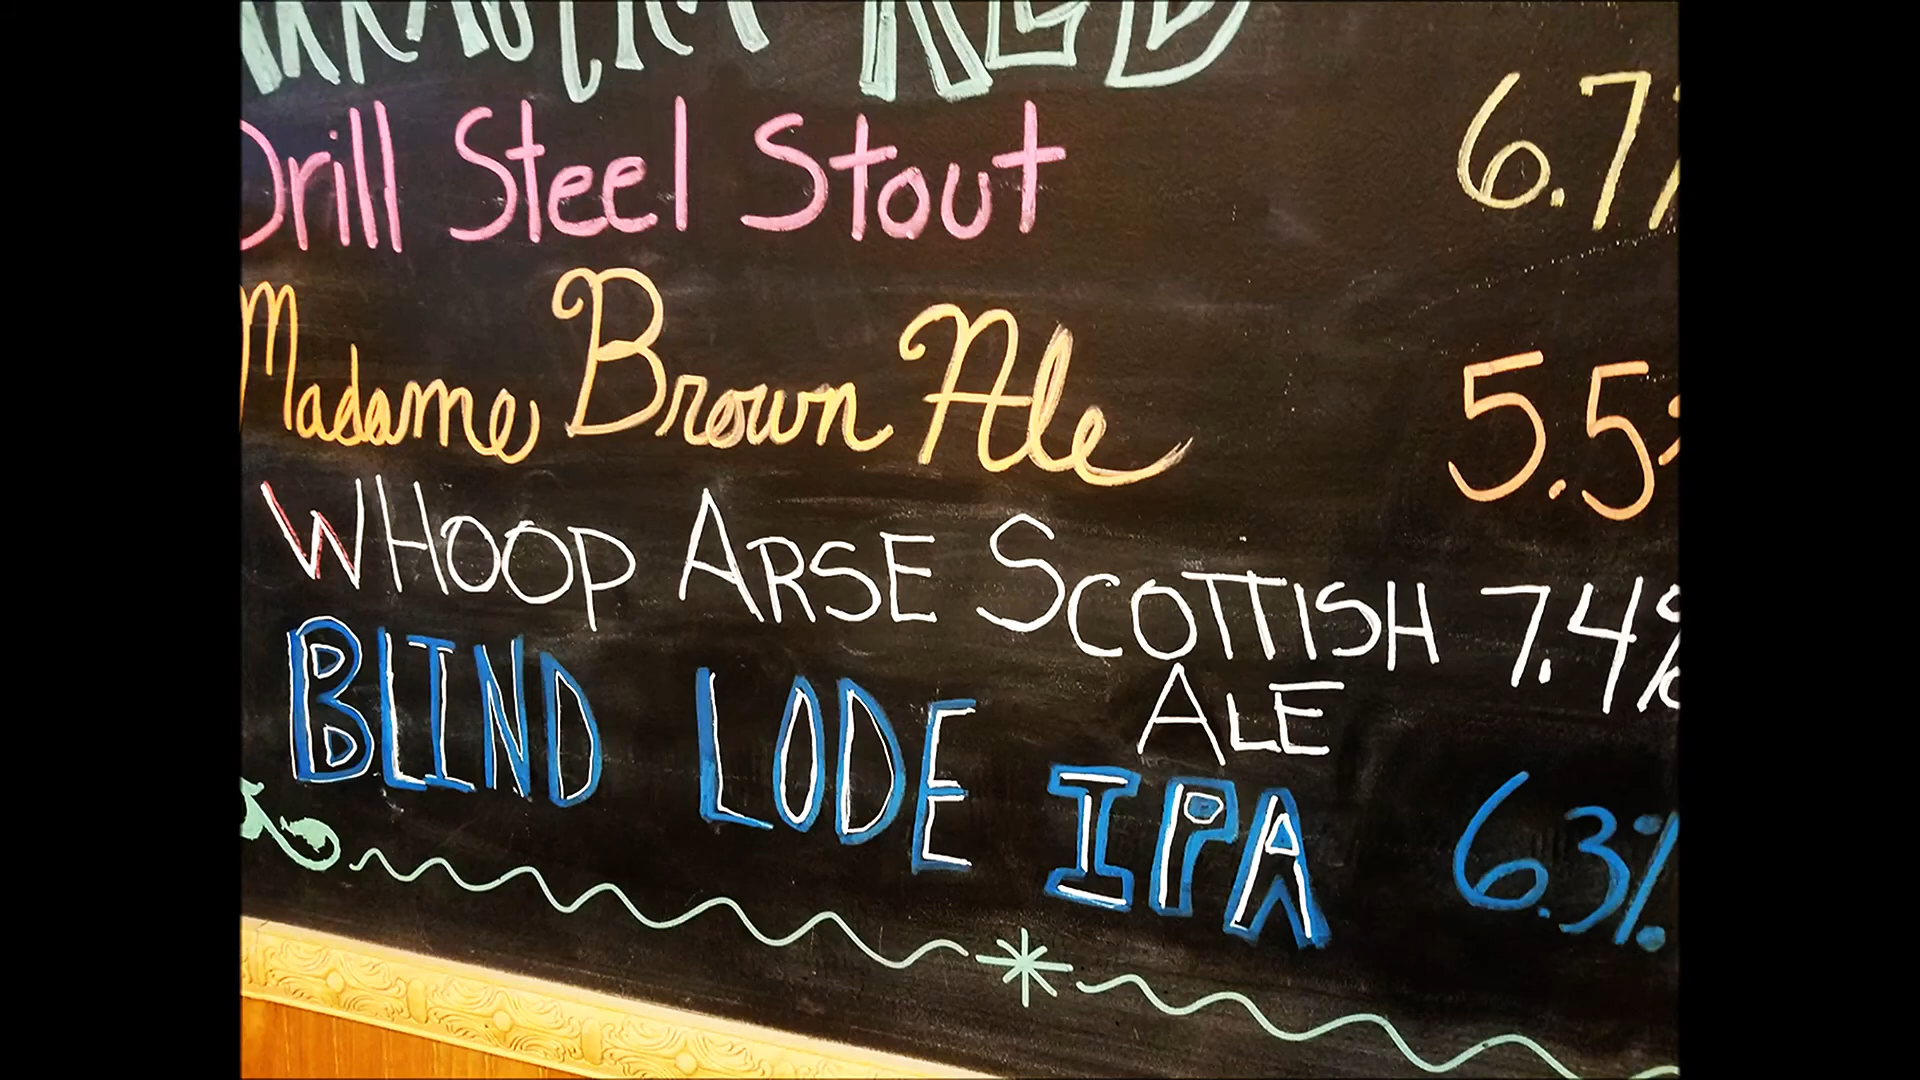 RED
Drill Steel Stout 6.7%
Madame Brown Ale 5.5%
WHOOP ARSE SCOTTISH 7.4%
ALE
BLIND LODE IPA 6.3%